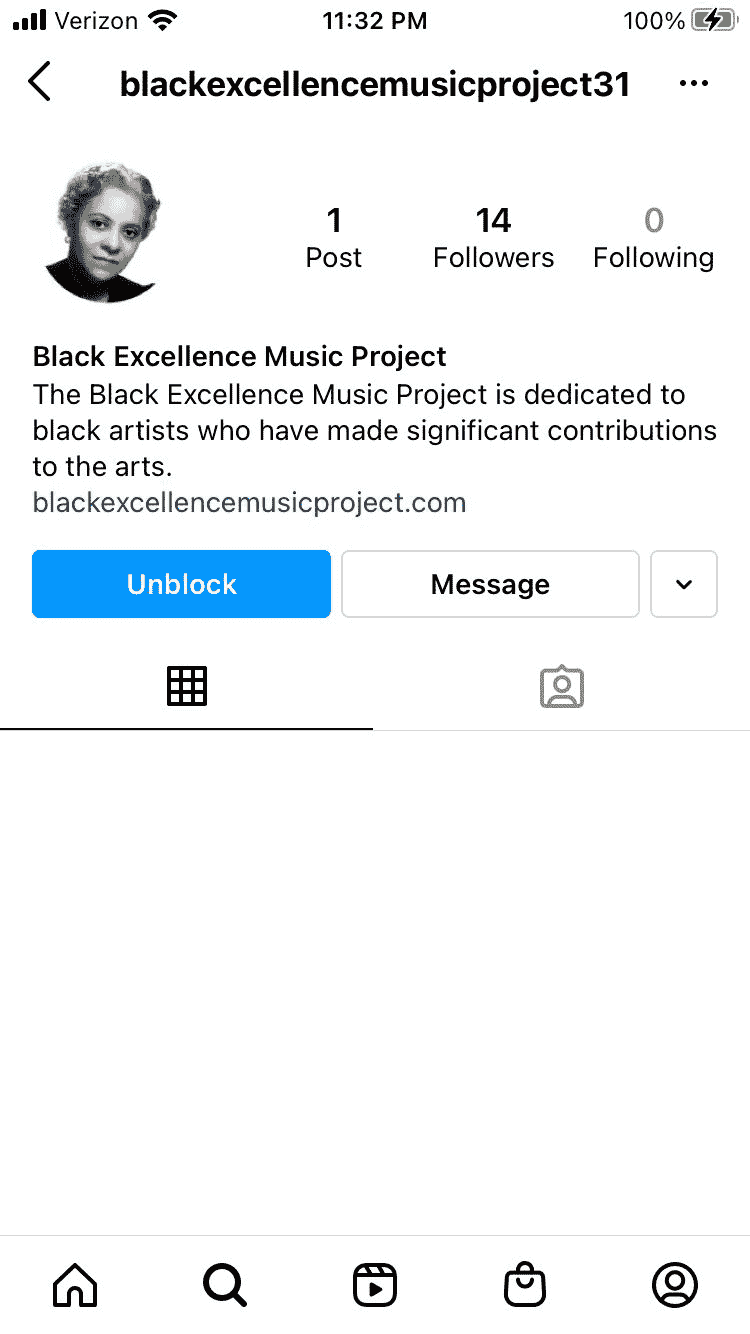 Verizon 11:32 PM 100%
blackexcellencemusicproject31
1 14 0
Post Followers Following
Black Excellence Music Project
The Black Excellence Music Project is dedicated to
black artists who have made significant contributions
to the arts.
blackexcellencemusicproject.com
Unblock Message